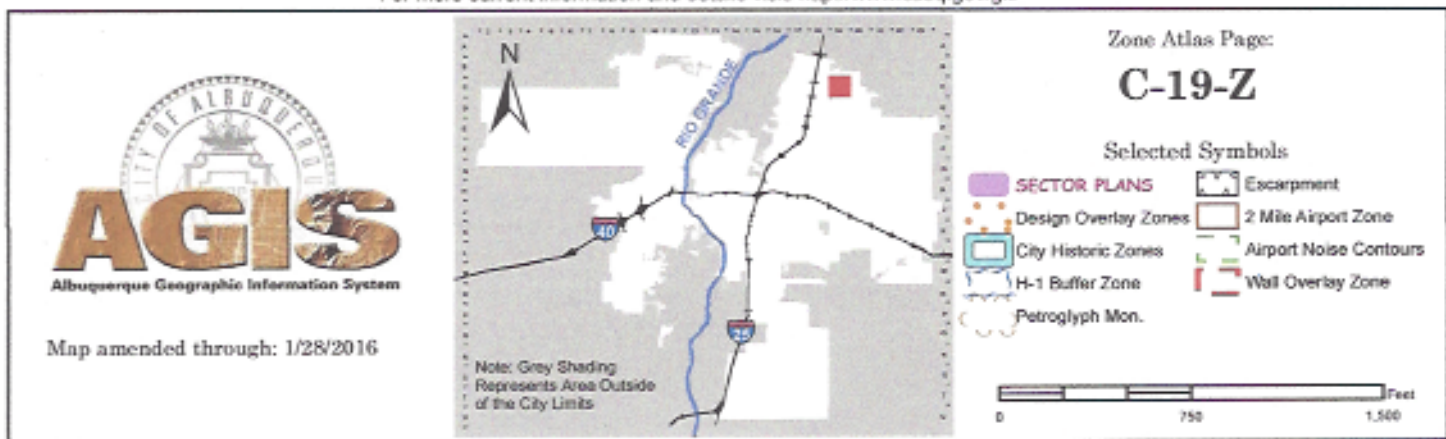 CITY OF ALBUQUERQUE
AGIS
Albuquerque Geographic Information System
Map amended through: 1/28/2016
N
RIO GRANDE
40
25
Note: Grey Shading
Represents Area Outside
of the City Limits
Zone Atlas Page:
C-19-Z
Selected Symbols
SECTOR PLANS
Design Overlay Zones
City Historic Zones
H-1 Buffer Zone
Petroglyph Mon.
Escarpment
2 Mile Airport Zone
Airport Noise Contours
Wall Overlay Zone
Feet
0 750 1,500